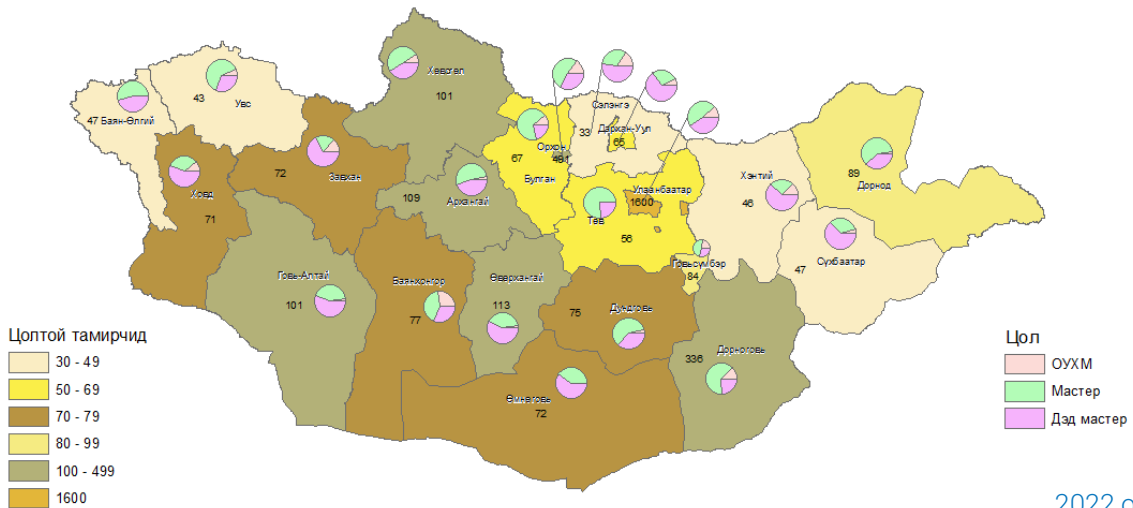 Хөвсгөл
101
Увс
43
47 Баян-Өлгий
Ховд
71
72
Завхан
109
Архангай
Говь-Алтай
101
Баянхонгор
77
Өвөрхангай
113
67
Булган
Орхон
491
Сэлэнгэ
33
Дархан-Уул
65
Улаанбаатар
1600
Төв
56
Хэнтий
46
89
Дорнод
47
Сүхбаатар
Говьсүмбэр
84
75
Дундговь
336
Дорноговь
Өмнөговь
72
Цолтой тамирчид
30 - 49
50 - 69
70 - 79
80 - 99
100 - 499
1600
Цол
ОУХМ
Мастер
Дэд мастер
2022 о